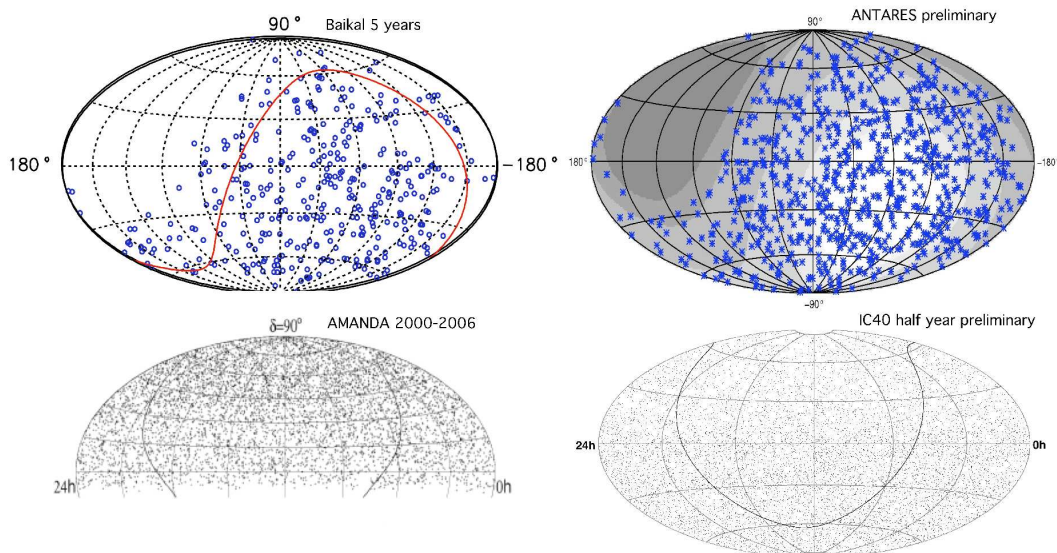 90° Baikal 5 years
180° -180°
ANTARES preliminary
90°
180° -180°
-90°
AMANDA 2000-2006
δ=90°
24h 0h
IC40 half year preliminary
90°
24h 0h